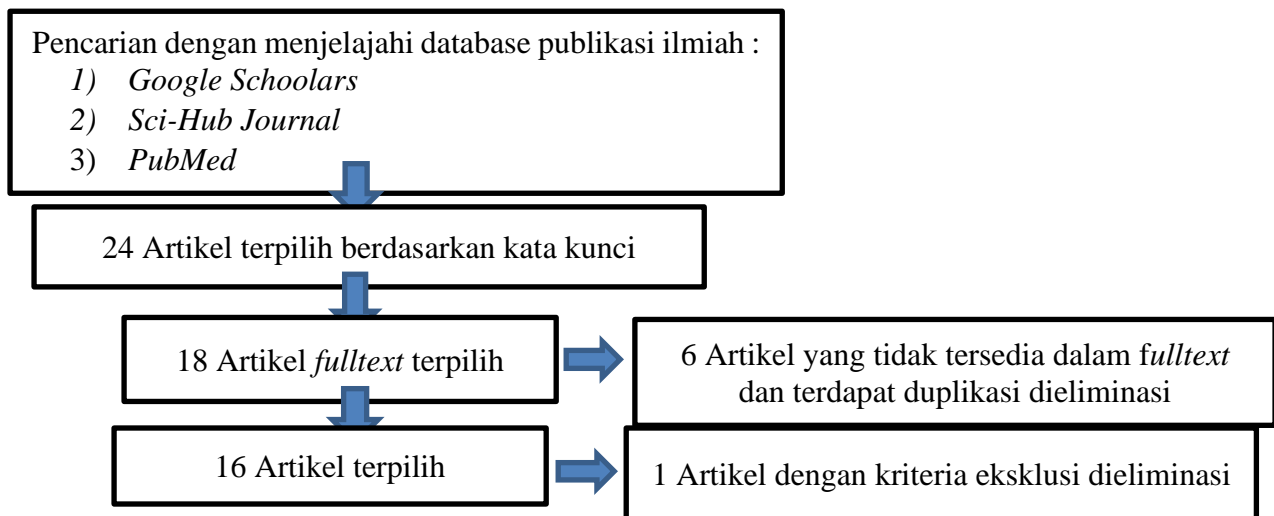 Pencarian dengan menjelajahi database publikasi ilmiah :
1) Google Schoolars
2) Sci-Hub Journal
3) PubMed
24 Artikel terpilih berdasarkan kata kunci
18 Artikel fulltext terpilih
6 Artikel yang tidak tersedia dalam fulltext
dan terdapat duplikasi dieliminasi
16 Artikel terpilih
1 Artikel dengan kriteria eksklusi dieliminasi